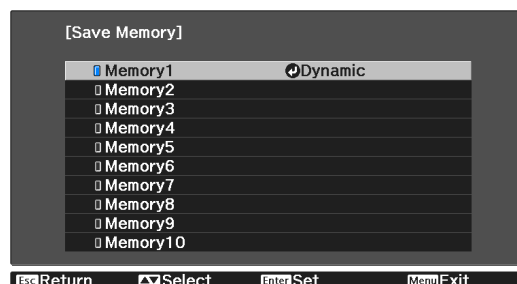 [Save Memory]
Memory1 Dynamic
Memory2
Memory3
Memory4
Memory5
Memory6
Memory7
Memory8
Memory9
Memory10
Esc Return Select Enter Set Menu Exit